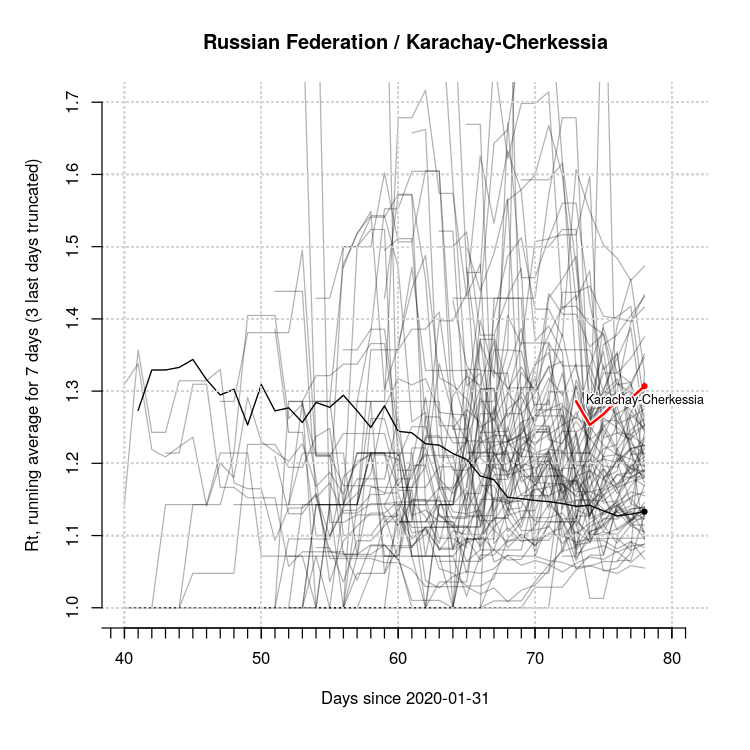 Russian Federation / Karachay-Cherkessia
Rt, running average for 7 days (3 last days truncated)
1.7
1.6
1.5
1.4
1.3
1.2
1.1
1.0
Karachay-Cherkessia
40 50 60 70 80
Days since 2020-01-31